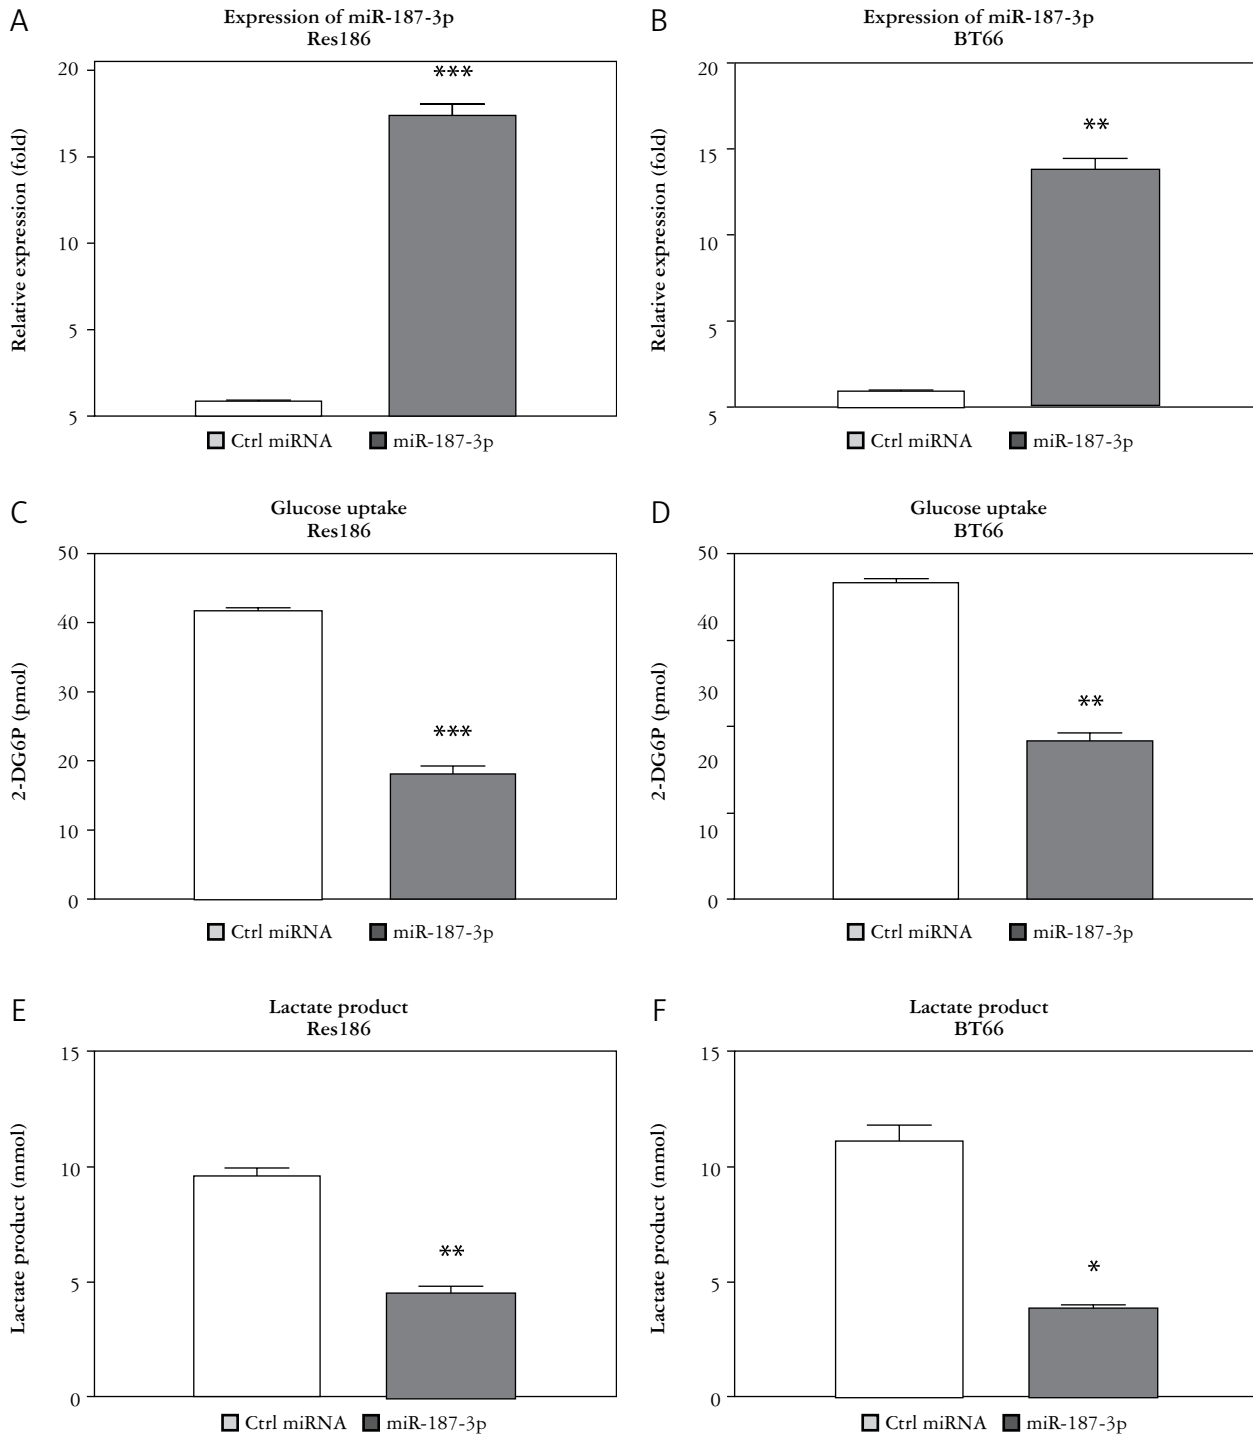 A
Expression of miR-187-3p
Res186
Relative expression (fold)
20
15
10
5
5
***
Ctrl miRNA
miR-187-3p
B
Expression of miR-187-3p
BT66
Relative expression (fold)
20
15
10
5
5
**
Ctrl miRNA
miR-187-3p
C
Glucose uptake
Res186
2-DG6P (pmol)
50
40
30
20
10
0
***
Ctrl miRNA
miR-187-3p
D
Glucose uptake
BT66
2-DG6P (pmol)
50
40
30
20
10
0
**
Ctrl miRNA
miR-187-3p
E
Lactate product
Res186
Lactate product (mmol)
15
10
5
0
**
Ctrl miRNA
miR-187-3p
F
Lactate product
BT66
Lactate product (mmol)
15
10
5
0
*
Ctrl miRNA
miR-187-3p